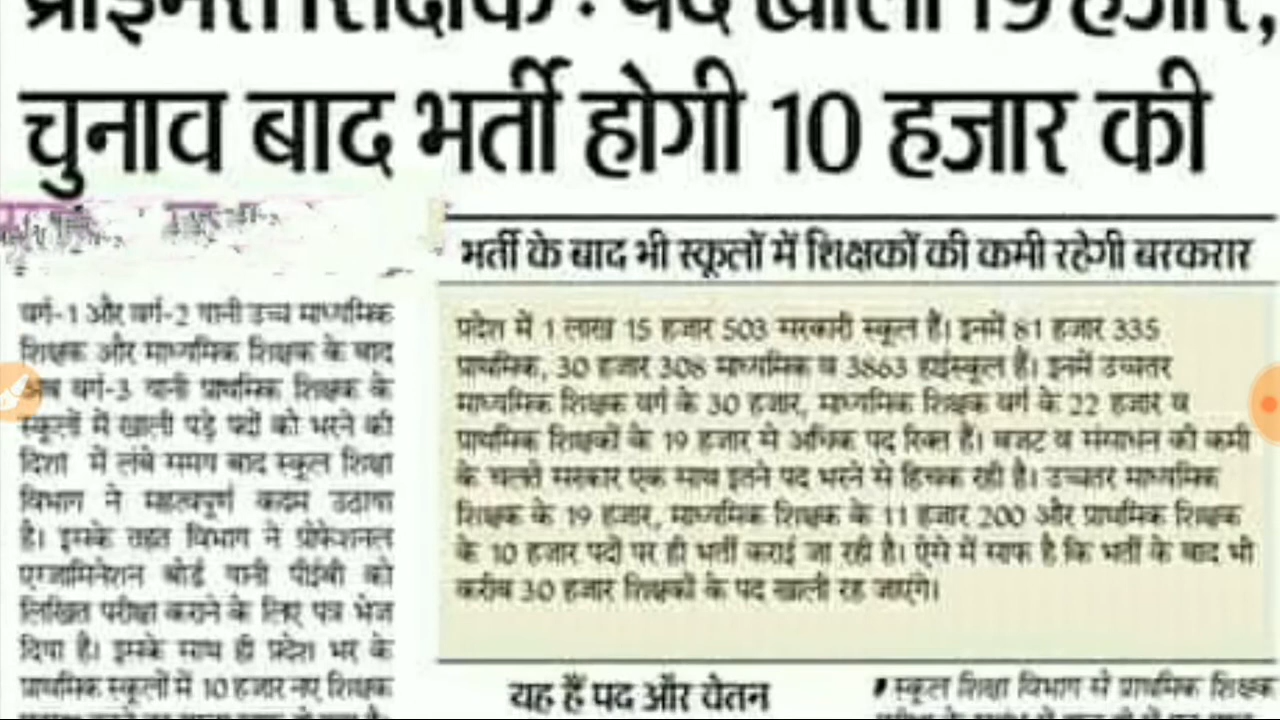 प्राइमरी शिक्षक : पद खाली 19 हजार,
चुनाव बाद भर्ती होगी 10 हजार की
भर्ती के बाद भी स्कूलों में शिक्षकों की कमी रहेगी बरकरार
वर्ग-1 और वर्ग-2 यानी उच्च माध्यमिक
शिक्षक और माध्यमिक शिक्षक के बाद
अब वर्ग-3 यानी प्राथमिक शिक्षक के
स्कूलों में खाली पड़े पदों को भरने की
दिशा में लंबे समय बाद स्कूल शिक्षा
विभाग ने महत्वपूर्ण कदम उठाया
है। इसके तहत विभाग ने प्रोफेशनल
एग्जामिनेशन बोर्ड यानी पीईबी को
लिखित परीक्षा कराने के लिए पत्र भेज
दिया है। इसके साथ ही प्रदेश भर के
प्राथमिक स्कूलों में 10 हजार नए शिक्षक
प्रदेश में 1 लाख 15 हजार 503 सरकारी स्कूल है। इनमें 81 हजार 335
प्राथमिक, 30 हजार 308 माध्यमिक व 3863 हाईस्कूल हैं। इनमें उच्चतर
माध्यमिक शिक्षक वर्ग के 30 हजार, माध्यमिक शिक्षक वर्ग के 22 हजार व
प्राथमिक शिक्षकों के 19 हजार से अधिक पद रिक्त हैं। बजट व संसाधन की कमी
के चलते सरकार एक साथ इतने पद भरने से हिचक रही है। उच्चतर माध्यमिक
शिक्षक के 19 हजार, माध्यमिक शिक्षक के 11 हजार 200 और प्राथमिक शिक्षक
के 10 हजार पदों पर ही भर्ती कराई जा रही है। ऐसे में साफ है कि भर्ती के बाद भी
करीब 30 हजार शिक्षकों के पद खाली रह जाएंगे।
यह हैं पद और वेतन
स्कूल शिक्षा विभाग से प्राथमिक शिक्षक